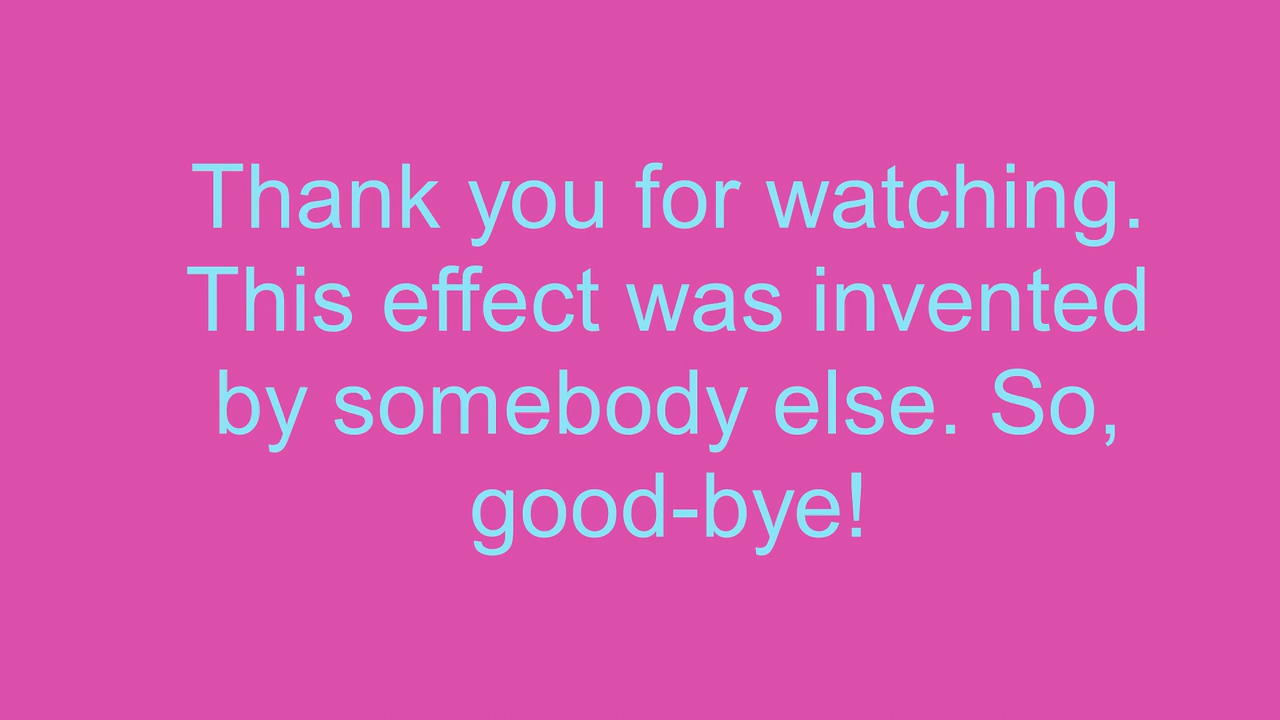 Thank you for watching.
This effect was invented
by somebody else. So,
good-bye!